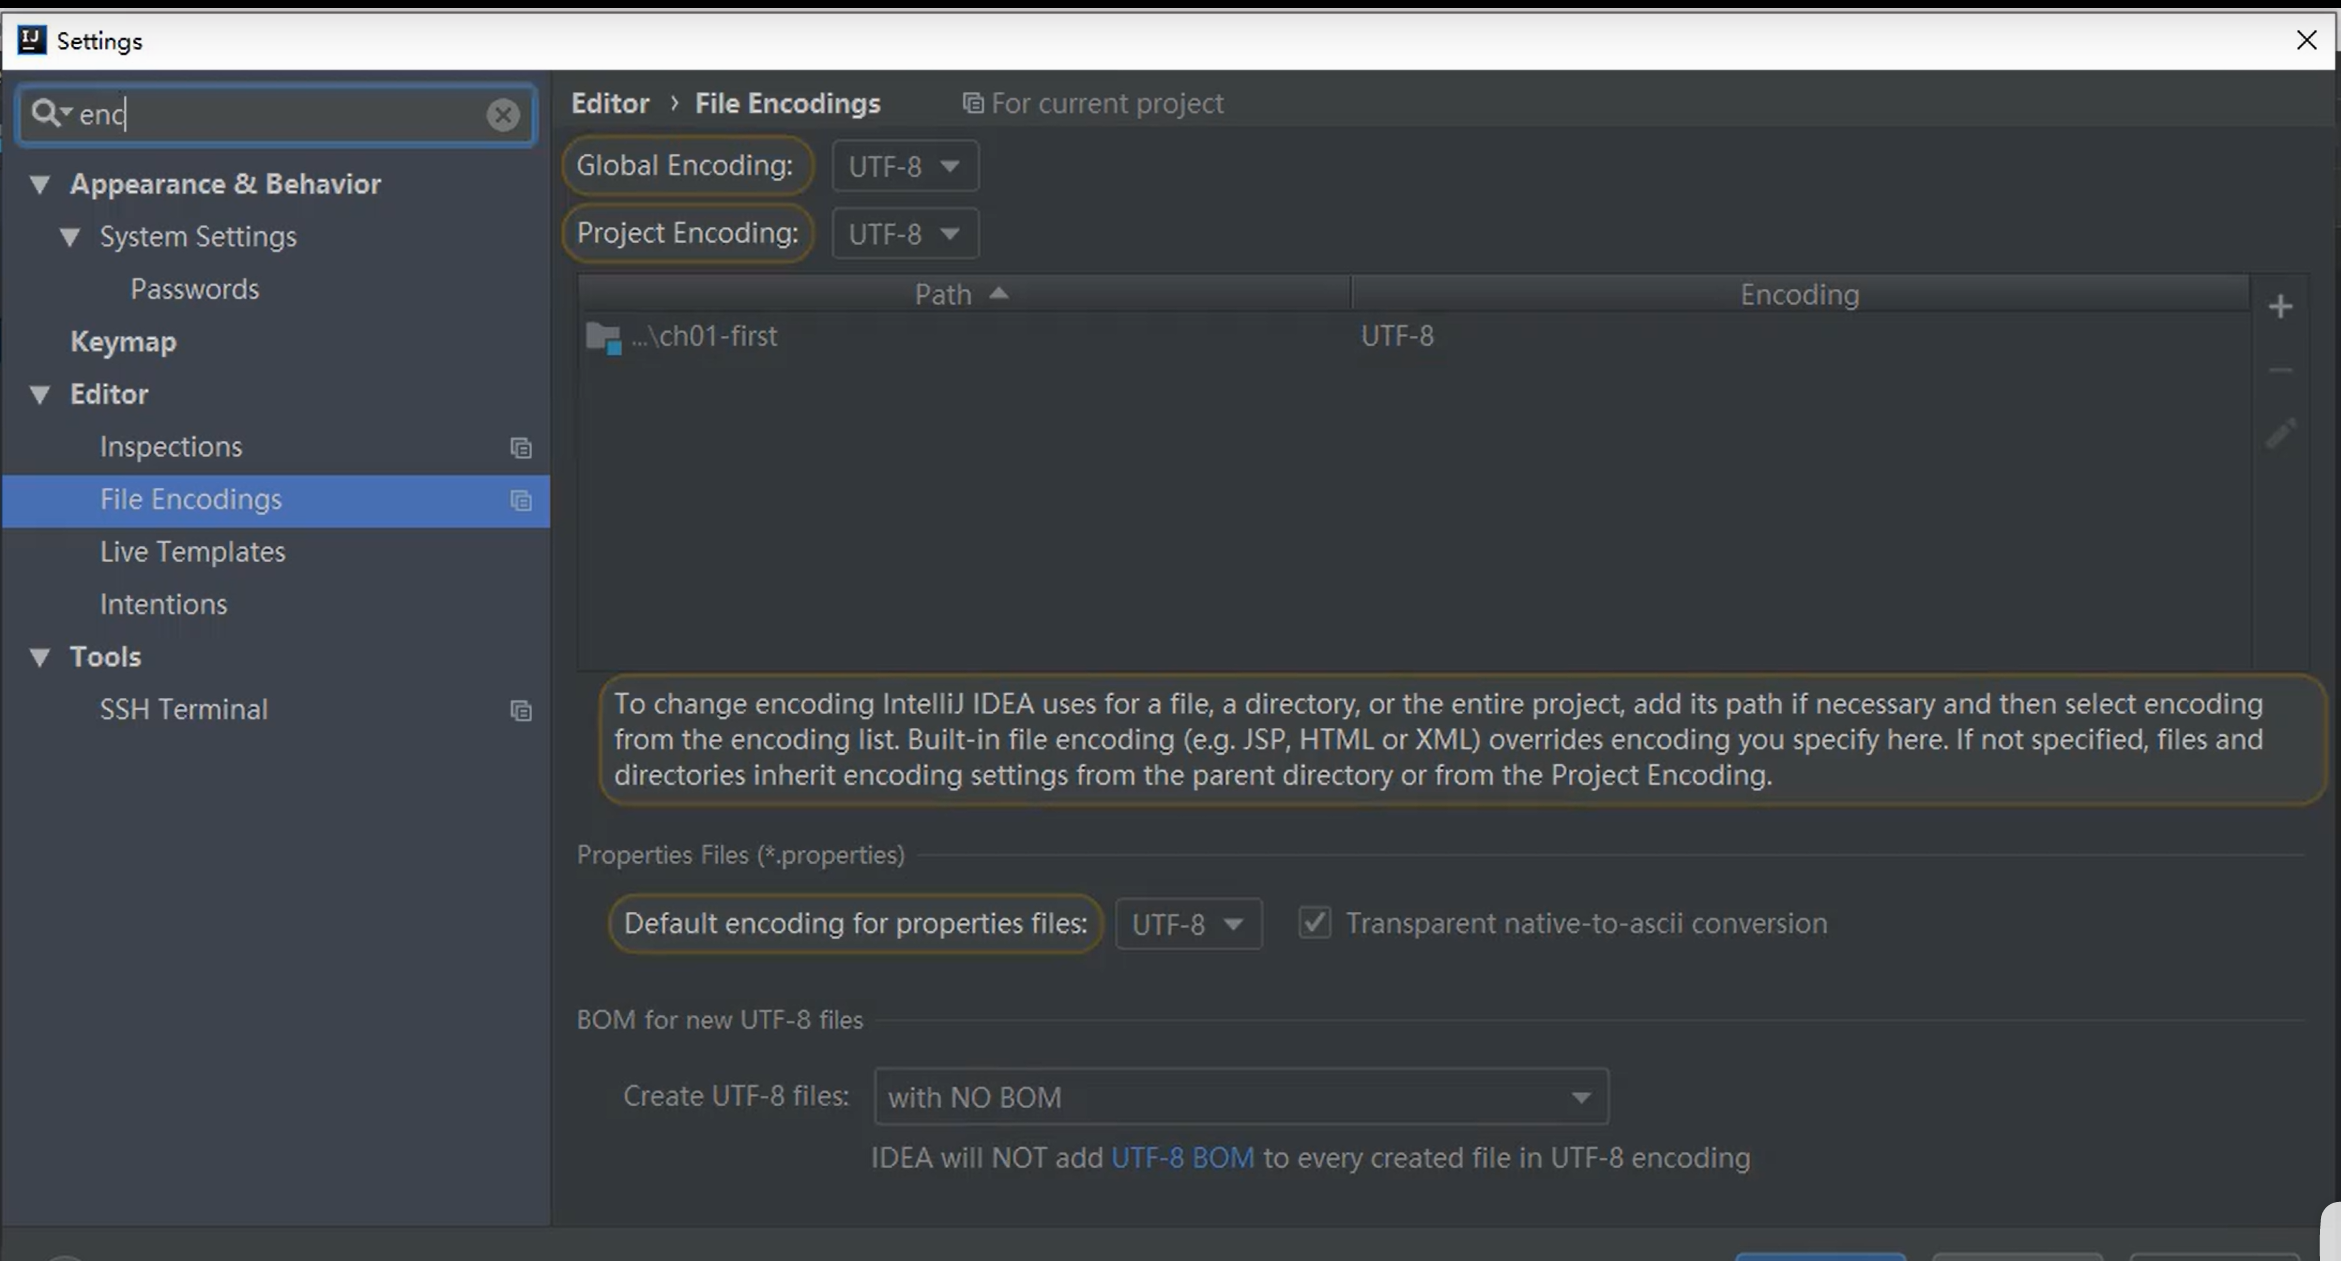 Settings
enc
Appearance & Behavior
System Settings
Passwords
Keymap
Editor
Inspections
File Encodings
Live Templates
Intentions
Tools
SSH Terminal
Editor › File Encodings For current project
Global Encoding: UTF-8
Project Encoding: UTF-8
Path Encoding
...\ch01-first UTF-8
To change encoding IntelliJ IDEA uses for a file, a directory, or the entire project, add its path if necessary and then select encoding
from the encoding list. Built-in file encoding (e.g. JSP, HTML or XML) overrides encoding you specify here. If not specified, files and
directories inherit encoding settings from the parent directory or from the Project Encoding.
Properties Files (*.properties)
Default encoding for properties files: UTF-8 Transparent native-to-ascii conversion
BOM for new UTF-8 files
Create UTF-8 files: with NO BOM
IDEA will NOT add UTF-8 BOM to every created file in UTF-8 encoding